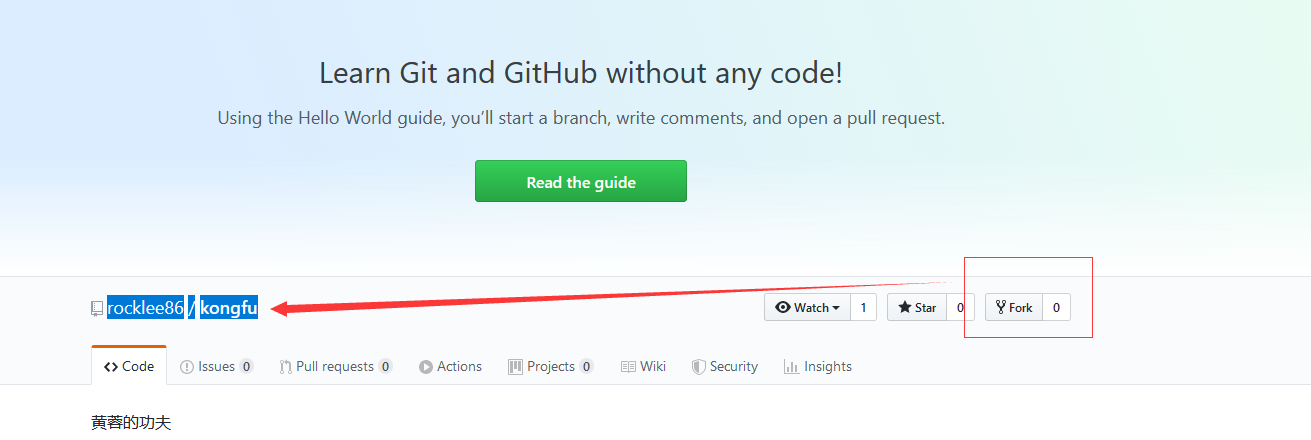 Learn Git and GitHub without any code!
Using the Hello World guide, you’ll start a branch, write comments, and open a pull request.
Read the guide
rocklee86 / kongfu Watch 1 Star 0 Fork 0
Code Issues 0 Pull requests 0 Actions Projects 0 Wiki Security Insights
黄蓉的功夫